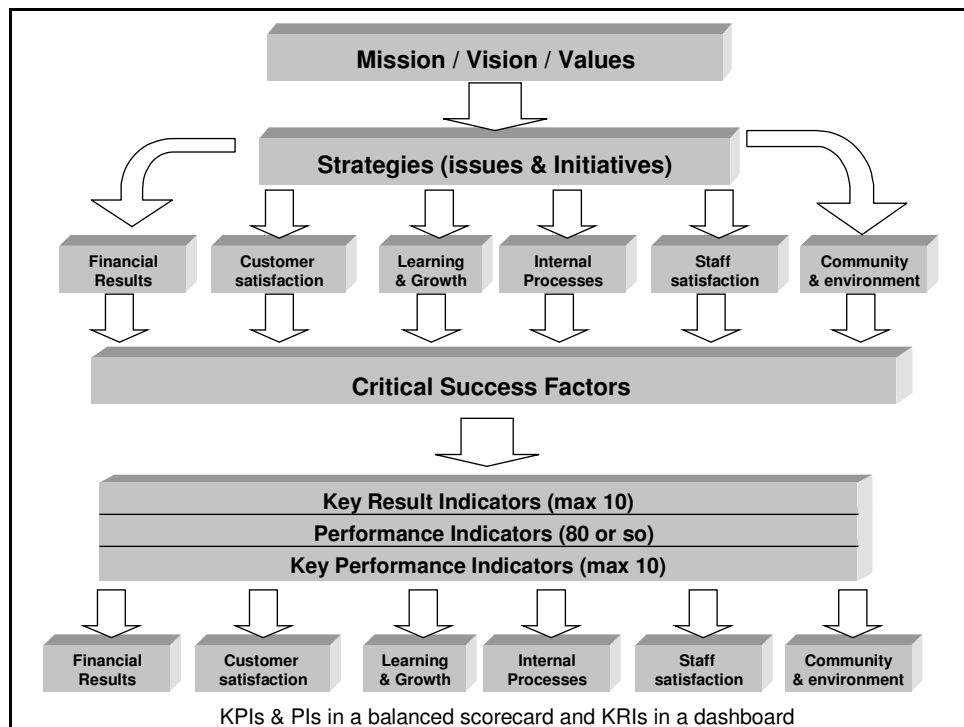 Mission / Vision / Values
Strategies (issues & Initiatives)
Financial
Results
Customer
satisfaction
Learning
& Growth
Internal
Processes
Staff
satisfaction
Community
& environment
Critical Success Factors
Key Result Indicators (max 10)
Performance Indicators (80 or so)
Key Performance Indicators (max 10)
Financial
Results
Customer
satisfaction
Learning
& Growth
Internal
Processes
Staff
satisfaction
Community
& environment
KPIs & PIs in a balanced scorecard and KRIs in a dashboard